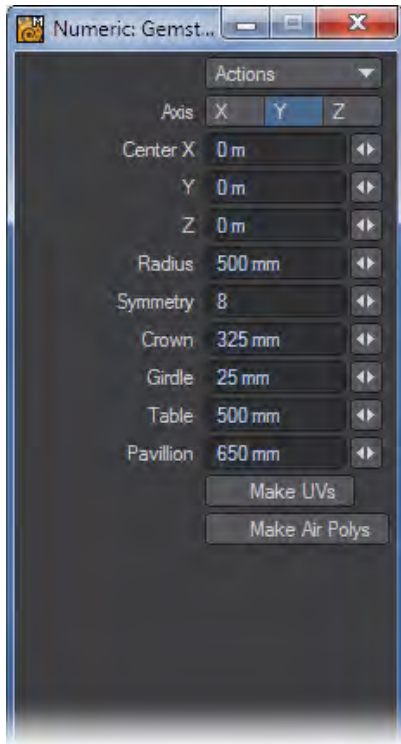 Numeric: Gemst...
Actions
Axis X Y Z
Center X 0 m
Y 0 m
Z 0 m
Radius 500 mm
Symmetry 8
Crown 325 mm
Girdle 25 mm
Table 500 mm
Pavillion 650 mm
Make UVs
Make Air Polys